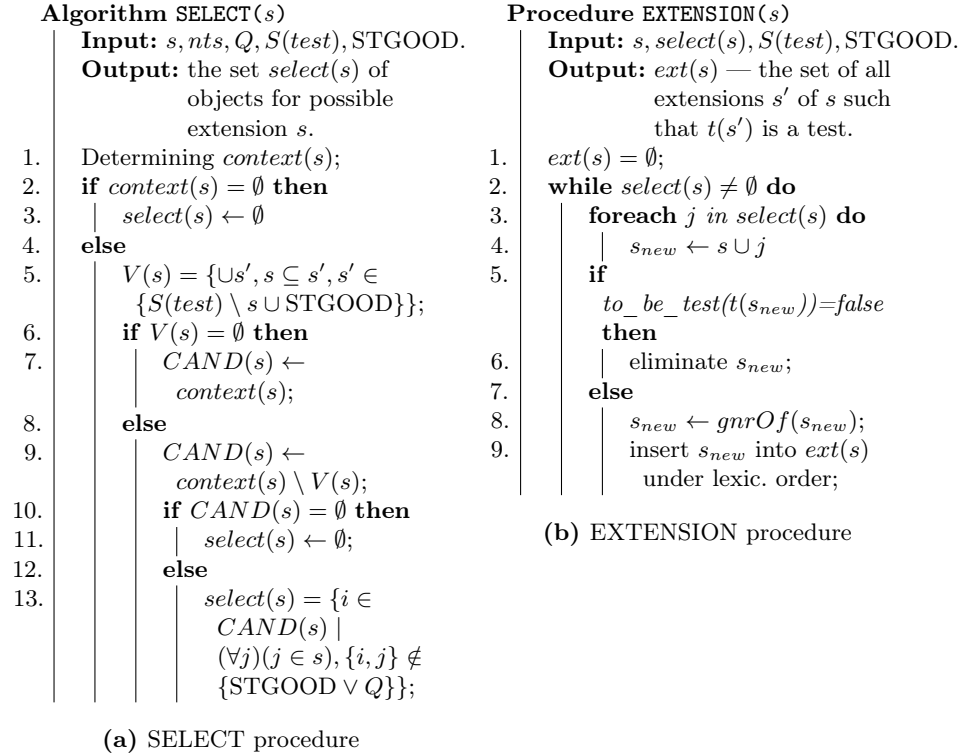 Algorithm SELECT(s)
Input: s, nts, Q, S(test), STGOOD.
Output: the set select(s) of
objects for possible
extension s.
1. Determining context(s);
2. if context(s) = ∅ then
3. select(s) ← ∅
4. else
5. V(s) = {∪s′, s ⊆ s′, s′ ∈
{S(test) \ s ∪ STGOOD}};
6. if V(s) = ∅ then
7. CAND(s) ←
context(s);
8. else
9. CAND(s) ←
context(s) \ V(s);
10. if CAND(s) = ∅ then
11. select(s) ← ∅;
12. else
13. select(s) = {i ∈
CAND(s) |
(∀j)(j ∈ s), {i, j} ∉
{STGOOD ∨ Q}};
(a) SELECT procedure
Procedure EXTENSION(s)
Input: s, select(s), S(test), STGOOD.
Output: ext(s) — the set of all
extensions s′ of s such
that t(s′) is a test.
1. ext(s) = ∅;
2. while select(s) ≠ ∅ do
3. foreach j in select(s) do
4. s_new ← s ∪ j
5. if
to_be_test(t(s_new))=false
then
6. eliminate s_new;
7. else
8. s_new ← gnrOf(s_new);
9. insert s_new into ext(s)
under lexic. order;
(b) EXTENSION procedure